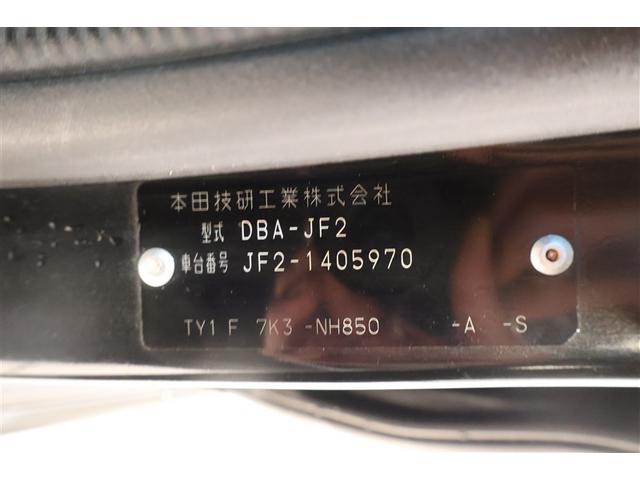 本田技研工業株式会社
型式 DBA-JF2
車台番号 JF2-1405970
TY1 F 7K3 -NH850 -A -S